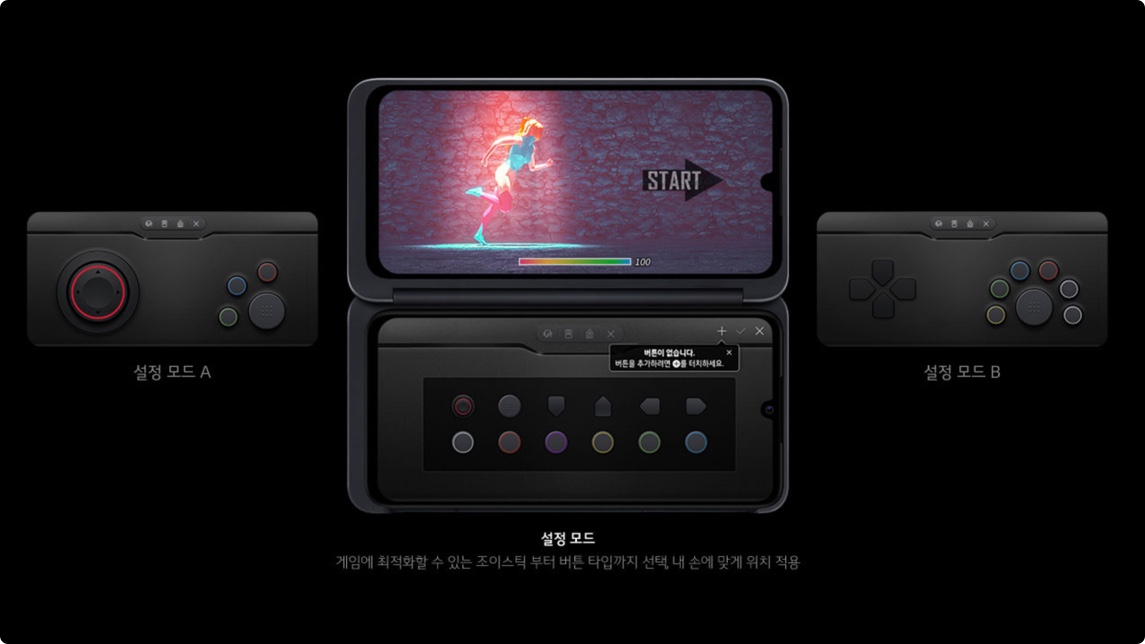 START
100
버튼이 없습니다.
버튼을 추가하려면 ⊕를 터치하세요.
설정 모드 A
설정 모드 B
설정 모드
게임에 최적화할 수 있는 조이스틱 부터 버튼 타입까지 선택, 내 손에 맞게 위치 적용